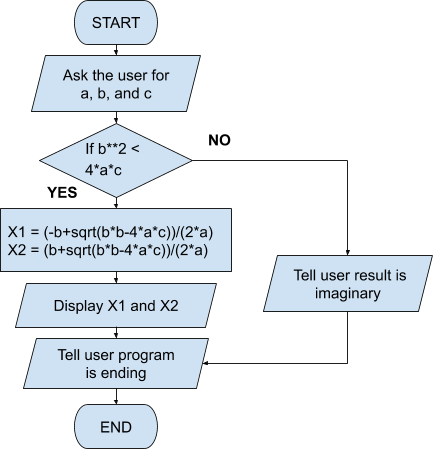 START
Ask the user for
a, b, and c
If b**2 <
4*a*c
NO
YES
X1 = (-b+sqrt(b*b-4*a*c))/(2*a)
X2 = (b+sqrt(b*b-4*a*c))/(2*a)
Tell user result is
imaginary
Display X1 and X2
Tell user program
is ending
END